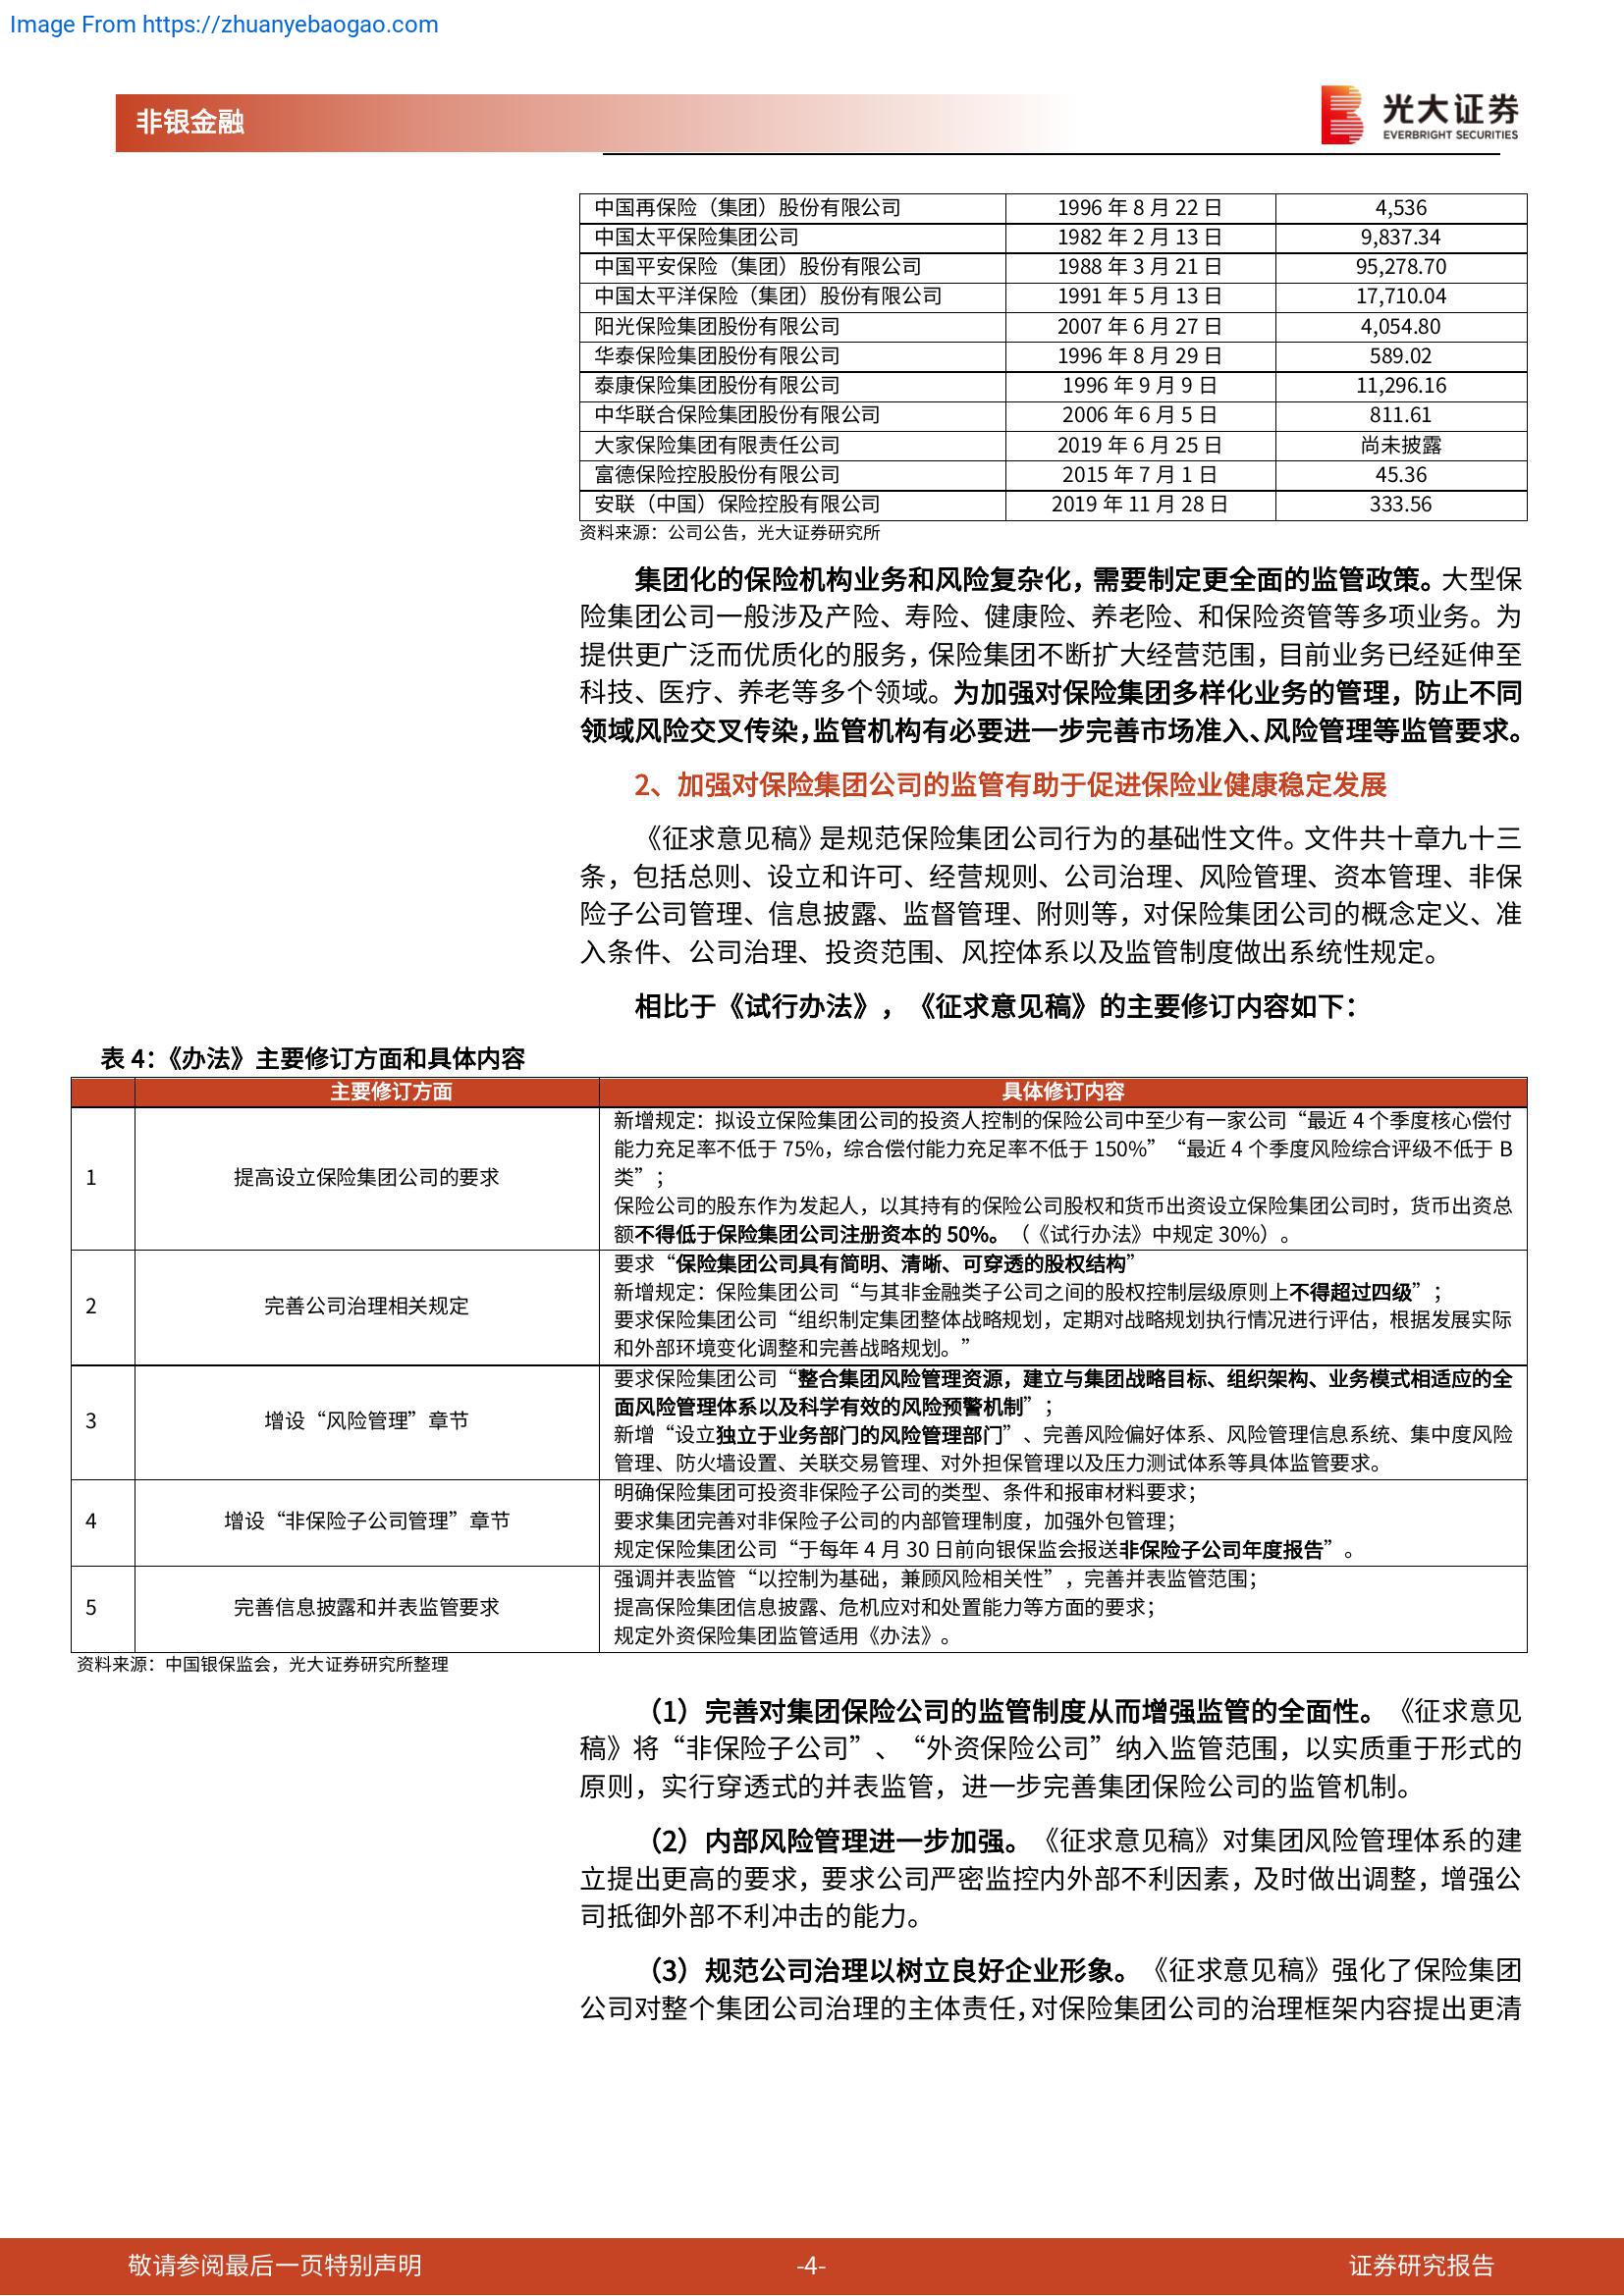 Image From https://zhuanyebaogao.com
非银金融
光大证券
EVERBRIGHT SECURITIES
中国再保险（集团）股份有限公司 1996 年 8 月 22 日 4,536
中国太平保险集团公司 1982 年 2 月 13 日 9,837.34
中国平安保险（集团）股份有限公司 1988 年 3 月 21 日 95,278.70
中国太平洋保险（集团）股份有限公司 1991 年 5 月 13 日 17,710.04
阳光保险集团股份有限公司 2007 年 6 月 27 日 4,054.80
华泰保险集团股份有限公司 1996 年 8 月 29 日 589.02
泰康保险集团股份有限公司 1996 年 9 月 9 日 11,296.16
中华联合保险集团股份有限公司 2006 年 6 月 5 日 811.61
大家保险集团有限责任公司 2019 年 6 月 25 日 尚未披露
富德保险控股股份有限公司 2015 年 7 月 1 日 45.36
安联（中国）保险控股有限公司 2019 年 11 月 28 日 333.56
资料来源：公司公告，光大证券研究所
集团化的保险机构业务和风险复杂化，需要制定更全面的监管政策。大型保
险集团公司一般涉及产险、寿险、健康险、养老险、和保险资管等多项业务。为
提供更广泛而优质化的服务，保险集团不断扩大经营范围，目前业务已经延伸至
科技、医疗、养老等多个领域。为加强对保险集团多样化业务的管理，防止不同
领域风险交叉传染，监管机构有必要进一步完善市场准入、风险管理等监管要求。
2、加强对保险集团公司的监管有助于促进保险业健康稳定发展
《征求意见稿》是规范保险集团公司行为的基础性文件。文件共十章九十三
条，包括总则、设立和许可、经营规则、公司治理、风险管理、资本管理、非保
险子公司管理、信息披露、监督管理、附则等，对保险集团公司的概念定义、准
入条件、公司治理、投资范围、风控体系以及监管制度做出系统性规定。
相比于《试行办法》，《征求意见稿》的主要修订内容如下：
表 4：《办法》主要修订方面和具体内容
主要修订方面 具体修订内容
1 提高设立保险集团公司的要求
新增规定：拟设立保险集团公司的投资人控制的保险公司中至少有一家公司“最近 4 个季度核心偿付
能力充足率不低于 75%，综合偿付能力充足率不低于 150%”“最近 4 个季度风险综合评级不低于 B
类”；
保险公司的股东作为发起人，以其持有的保险公司股权和货币出资设立保险集团公司时，货币出资总
额不得低于保险集团公司注册资本的 50%。（《试行办法》中规定 30%）。
2 完善公司治理相关规定
要求“保险集团公司具有简明、清晰、可穿透的股权结构”
新增规定：保险集团公司“与其非金融类子公司之间的股权控制层级原则上不得超过四级”；
要求保险集团公司“组织制定集团整体战略规划，定期对战略规划执行情况进行评估，根据发展实际
和外部环境变化调整和完善战略规划。”
3 增设“风险管理”章节
要求保险集团公司“整合集团风险管理资源，建立与集团战略目标、组织架构、业务模式相适应的全
面风险管理体系以及科学有效的风险预警机制”；
新增“设立独立于业务部门的风险管理部门”、完善风险偏好体系、风险管理信息系统、集中度风险
管理、防火墙设置、关联交易管理、对外担保管理以及压力测试体系等具体监管要求。
4 增设“非保险子公司管理”章节
明确保险集团可投资非保险子公司的类型、条件和报审材料要求；
要求集团完善对非保险子公司的内部管理制度，加强外包管理；
规定保险集团公司“于每年 4 月 30 日前向银保监会报送非保险子公司年度报告”。
5 完善信息披露和并表监管要求
强调并表监管“以控制为基础，兼顾风险相关性”，完善并表监管范围；
提高保险集团信息披露、危机应对和处置能力等方面的要求；
规定外资保险集团监管适用《办法》。
资料来源：中国银保监会，光大证券研究所整理
（1）完善对集团保险公司的监管制度从而增强监管的全面性。《征求意见
稿》将“非保险子公司”、“外资保险公司”纳入监管范围，以实质重于形式的
原则，实行穿透式的并表监管，进一步完善集团保险公司的监管机制。
（2）内部风险管理进一步加强。《征求意见稿》对集团风险管理体系的建
立提出更高的要求，要求公司严密监控内外部不利因素，及时做出调整，增强公
司抵御外部不利冲击的能力。
（3）规范公司治理以树立良好企业形象。《征求意见稿》强化了保险集团
公司对整个集团公司治理的主体责任，对保险集团公司的治理框架内容提出更清
敬请参阅最后一页特别声明 -4- 证券研究报告